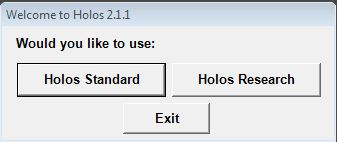 Welcome to Holos 2.1.1
Would you like to use:
Holos Standard Holos Research
Exit